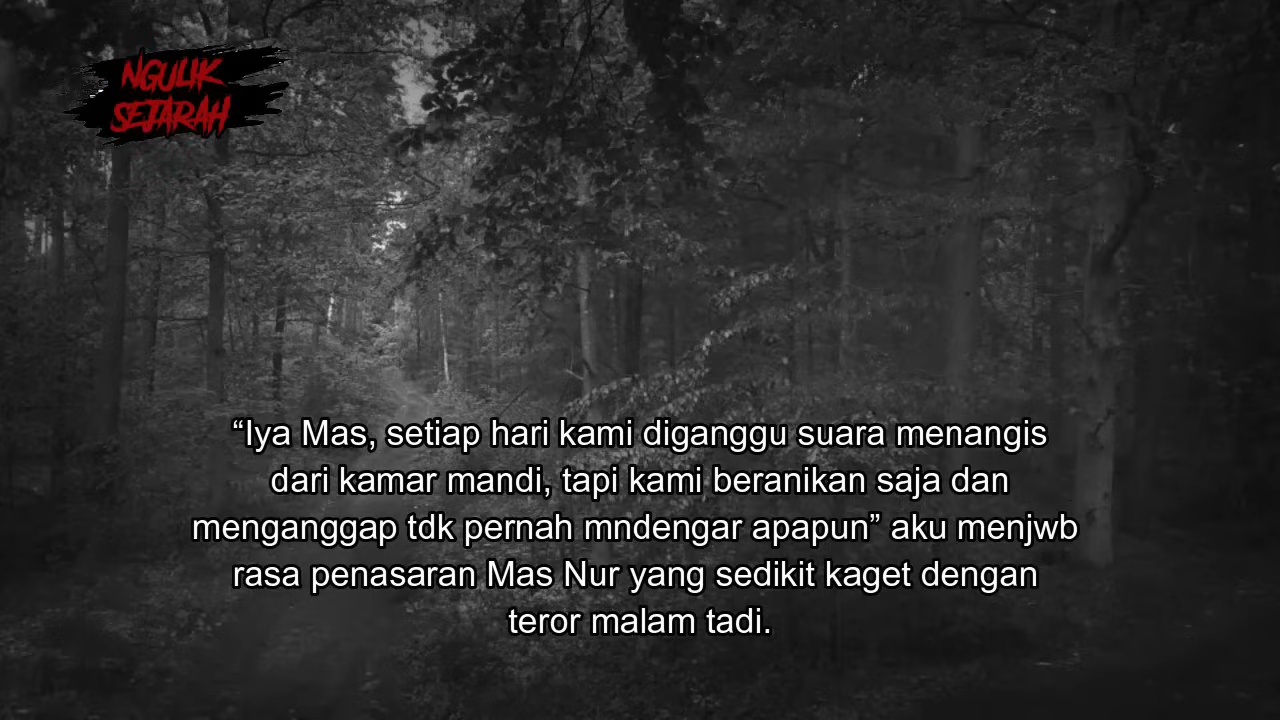 NGULIK
SEJARAH
“Iya Mas, setiap hari kami diganggu suara menangis
dari kamar mandi, tapi kami beranikan saja dan
menganggap tdk pernah mndengar apapun” aku menjwb
rasa penasaran Mas Nur yang sedikit kaget dengan
teror malam tadi.